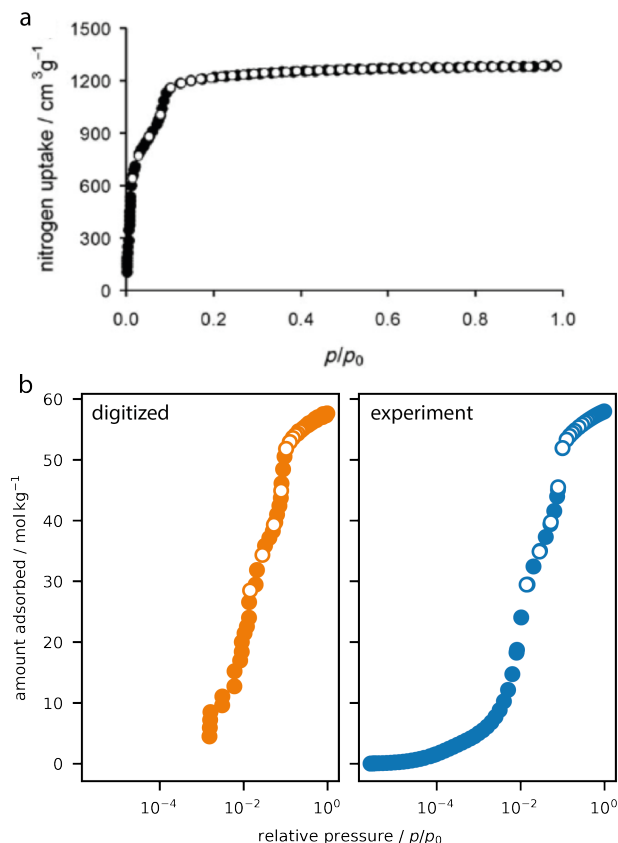 a
1500
1200
900
600
300
0
nitrogen uptake / cm³g⁻¹
0.0 0.2 0.4 0.6 0.8 1.0
p/p₀
b
digitized
experiment
60
50
40
30
20
10
0
amount adsorbed / mol kg⁻¹
10⁻⁴ 10⁻² 10⁰ 10⁻⁴ 10⁻² 10⁰
relative pressure / p/p₀